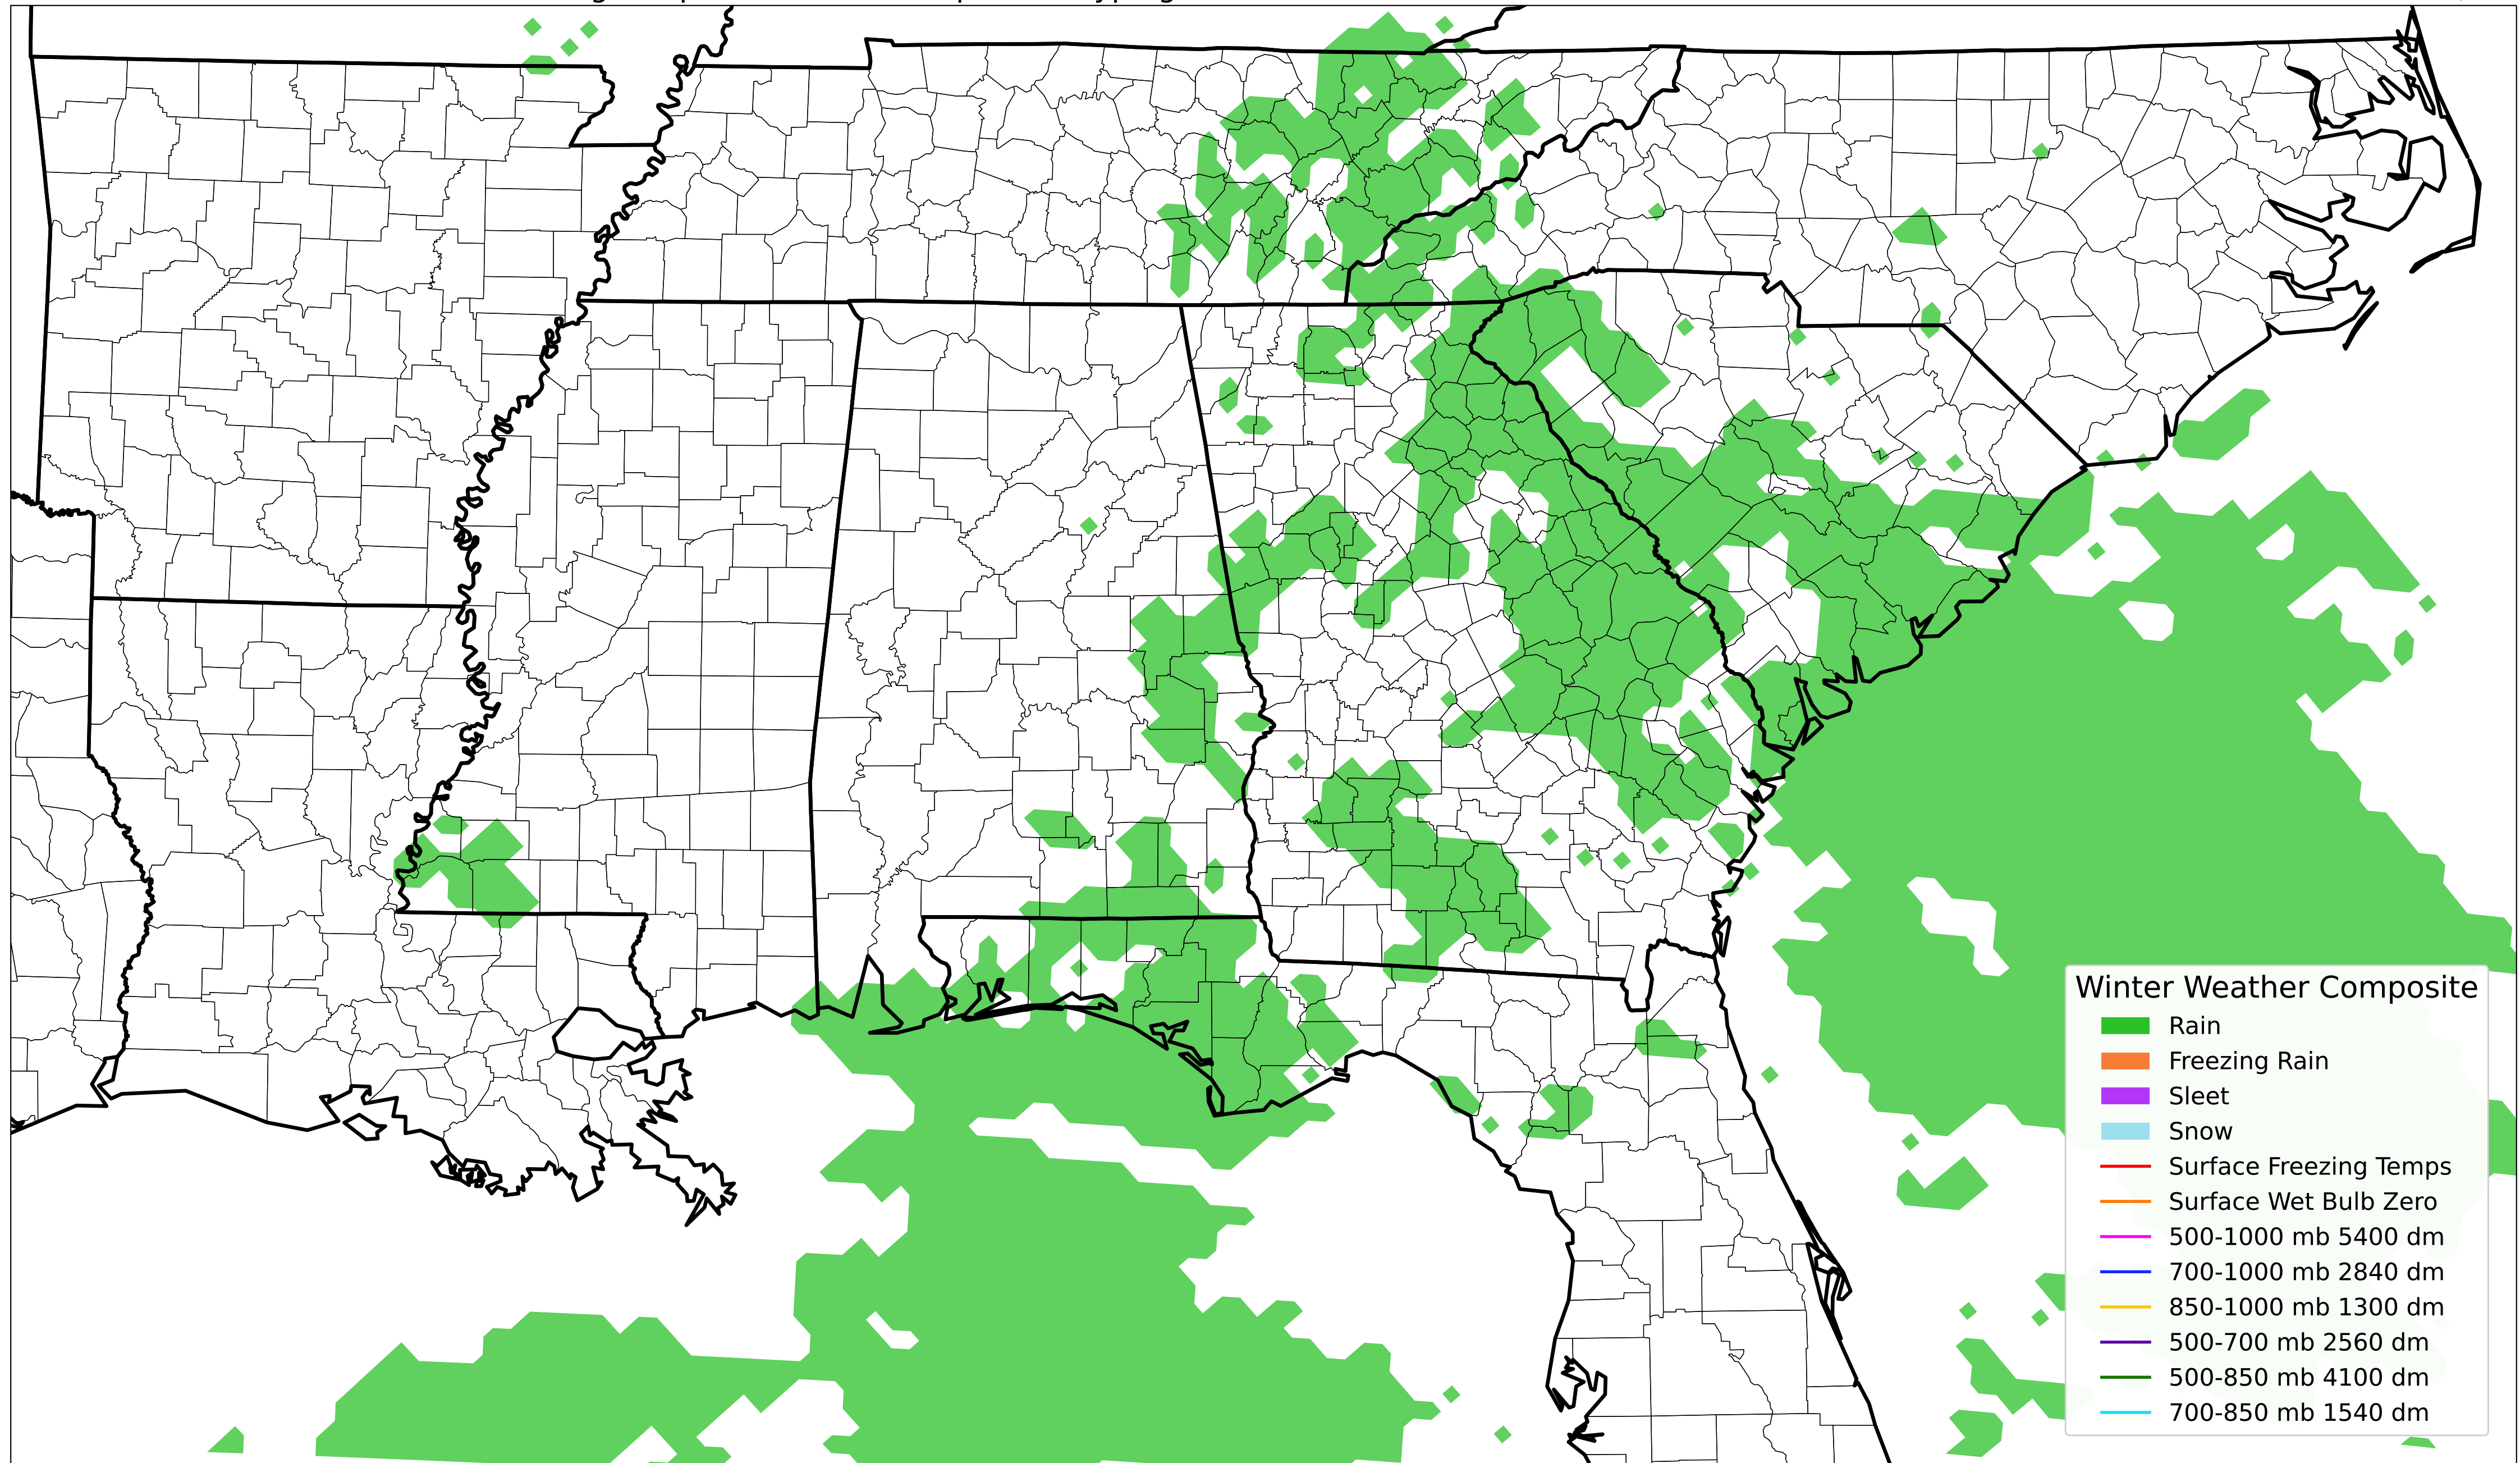 Winter Weather Composite
Rain
Freezing Rain
Sleet
Snow
Surface Freezing Temps
Surface Wet Bulb Zero
500-1000 mb 5400 dm
700-1000 mb 2840 dm
850-1000 mb 1300 dm
500-700 mb 2560 dm
500-850 mb 4100 dm
700-850 mb 1540 dm